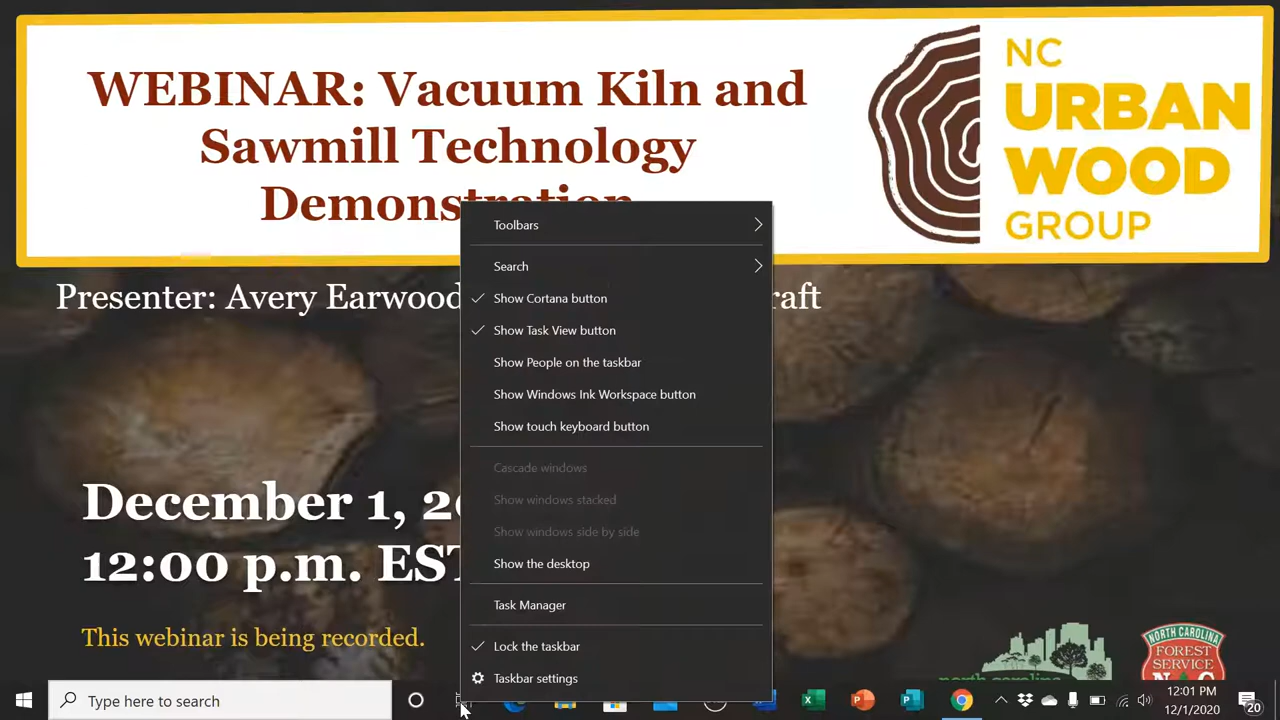 WEBINAR: Vacuum Kiln and
Sawmill Technology
Demonstration
NC
URBAN
WOOD
GROUP
Presenter: Avery Earwood
raft
Toolbars
Search
Show Cortana button
Show Task View button
Show People on the taskbar
Show Windows Ink Workspace button
Show touch keyboard button
Cascade windows
Show windows stacked
Show windows side by side
Show the desktop
Task Manager
Lock the taskbar
Taskbar settings
December 1, 2
12:00 p.m. EST
This webinar is being recorded.
north carolina
NORTH CAROLINA
FOREST
SERVICE
Type here to search
12:01 PM
12/1/2020
20